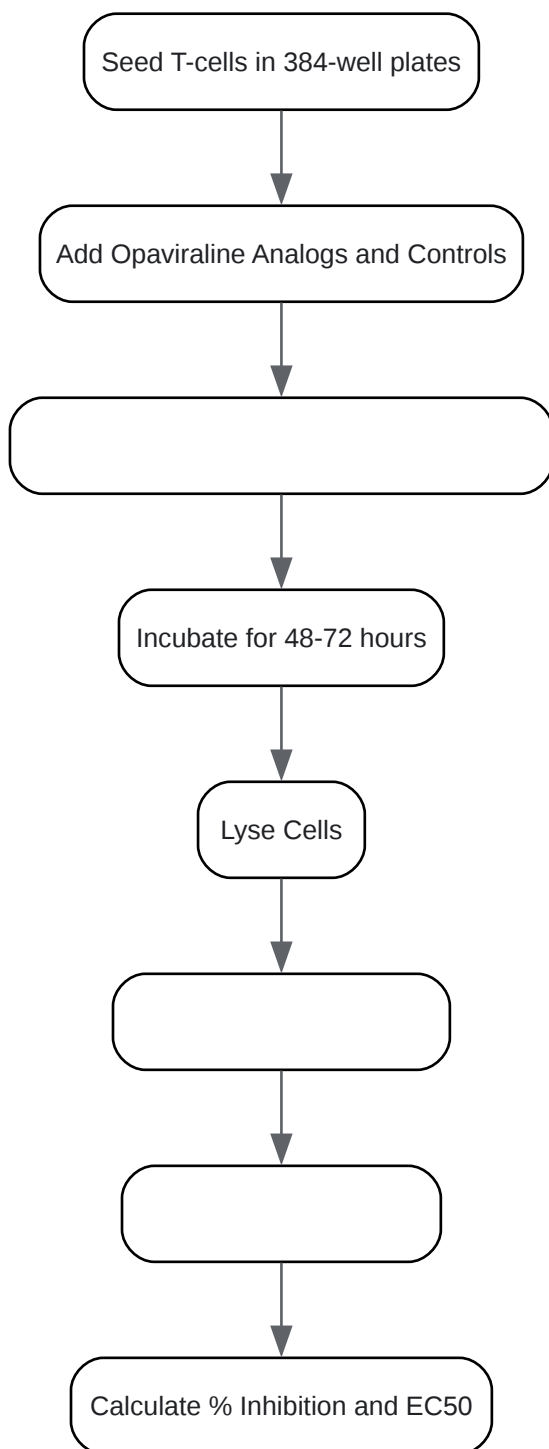 Seed T-cells in 384-well plates
Add Opaviraline Analogs and Controls
Incubate for 48-72 hours
Lyse Cells
Calculate % Inhibition and EC50